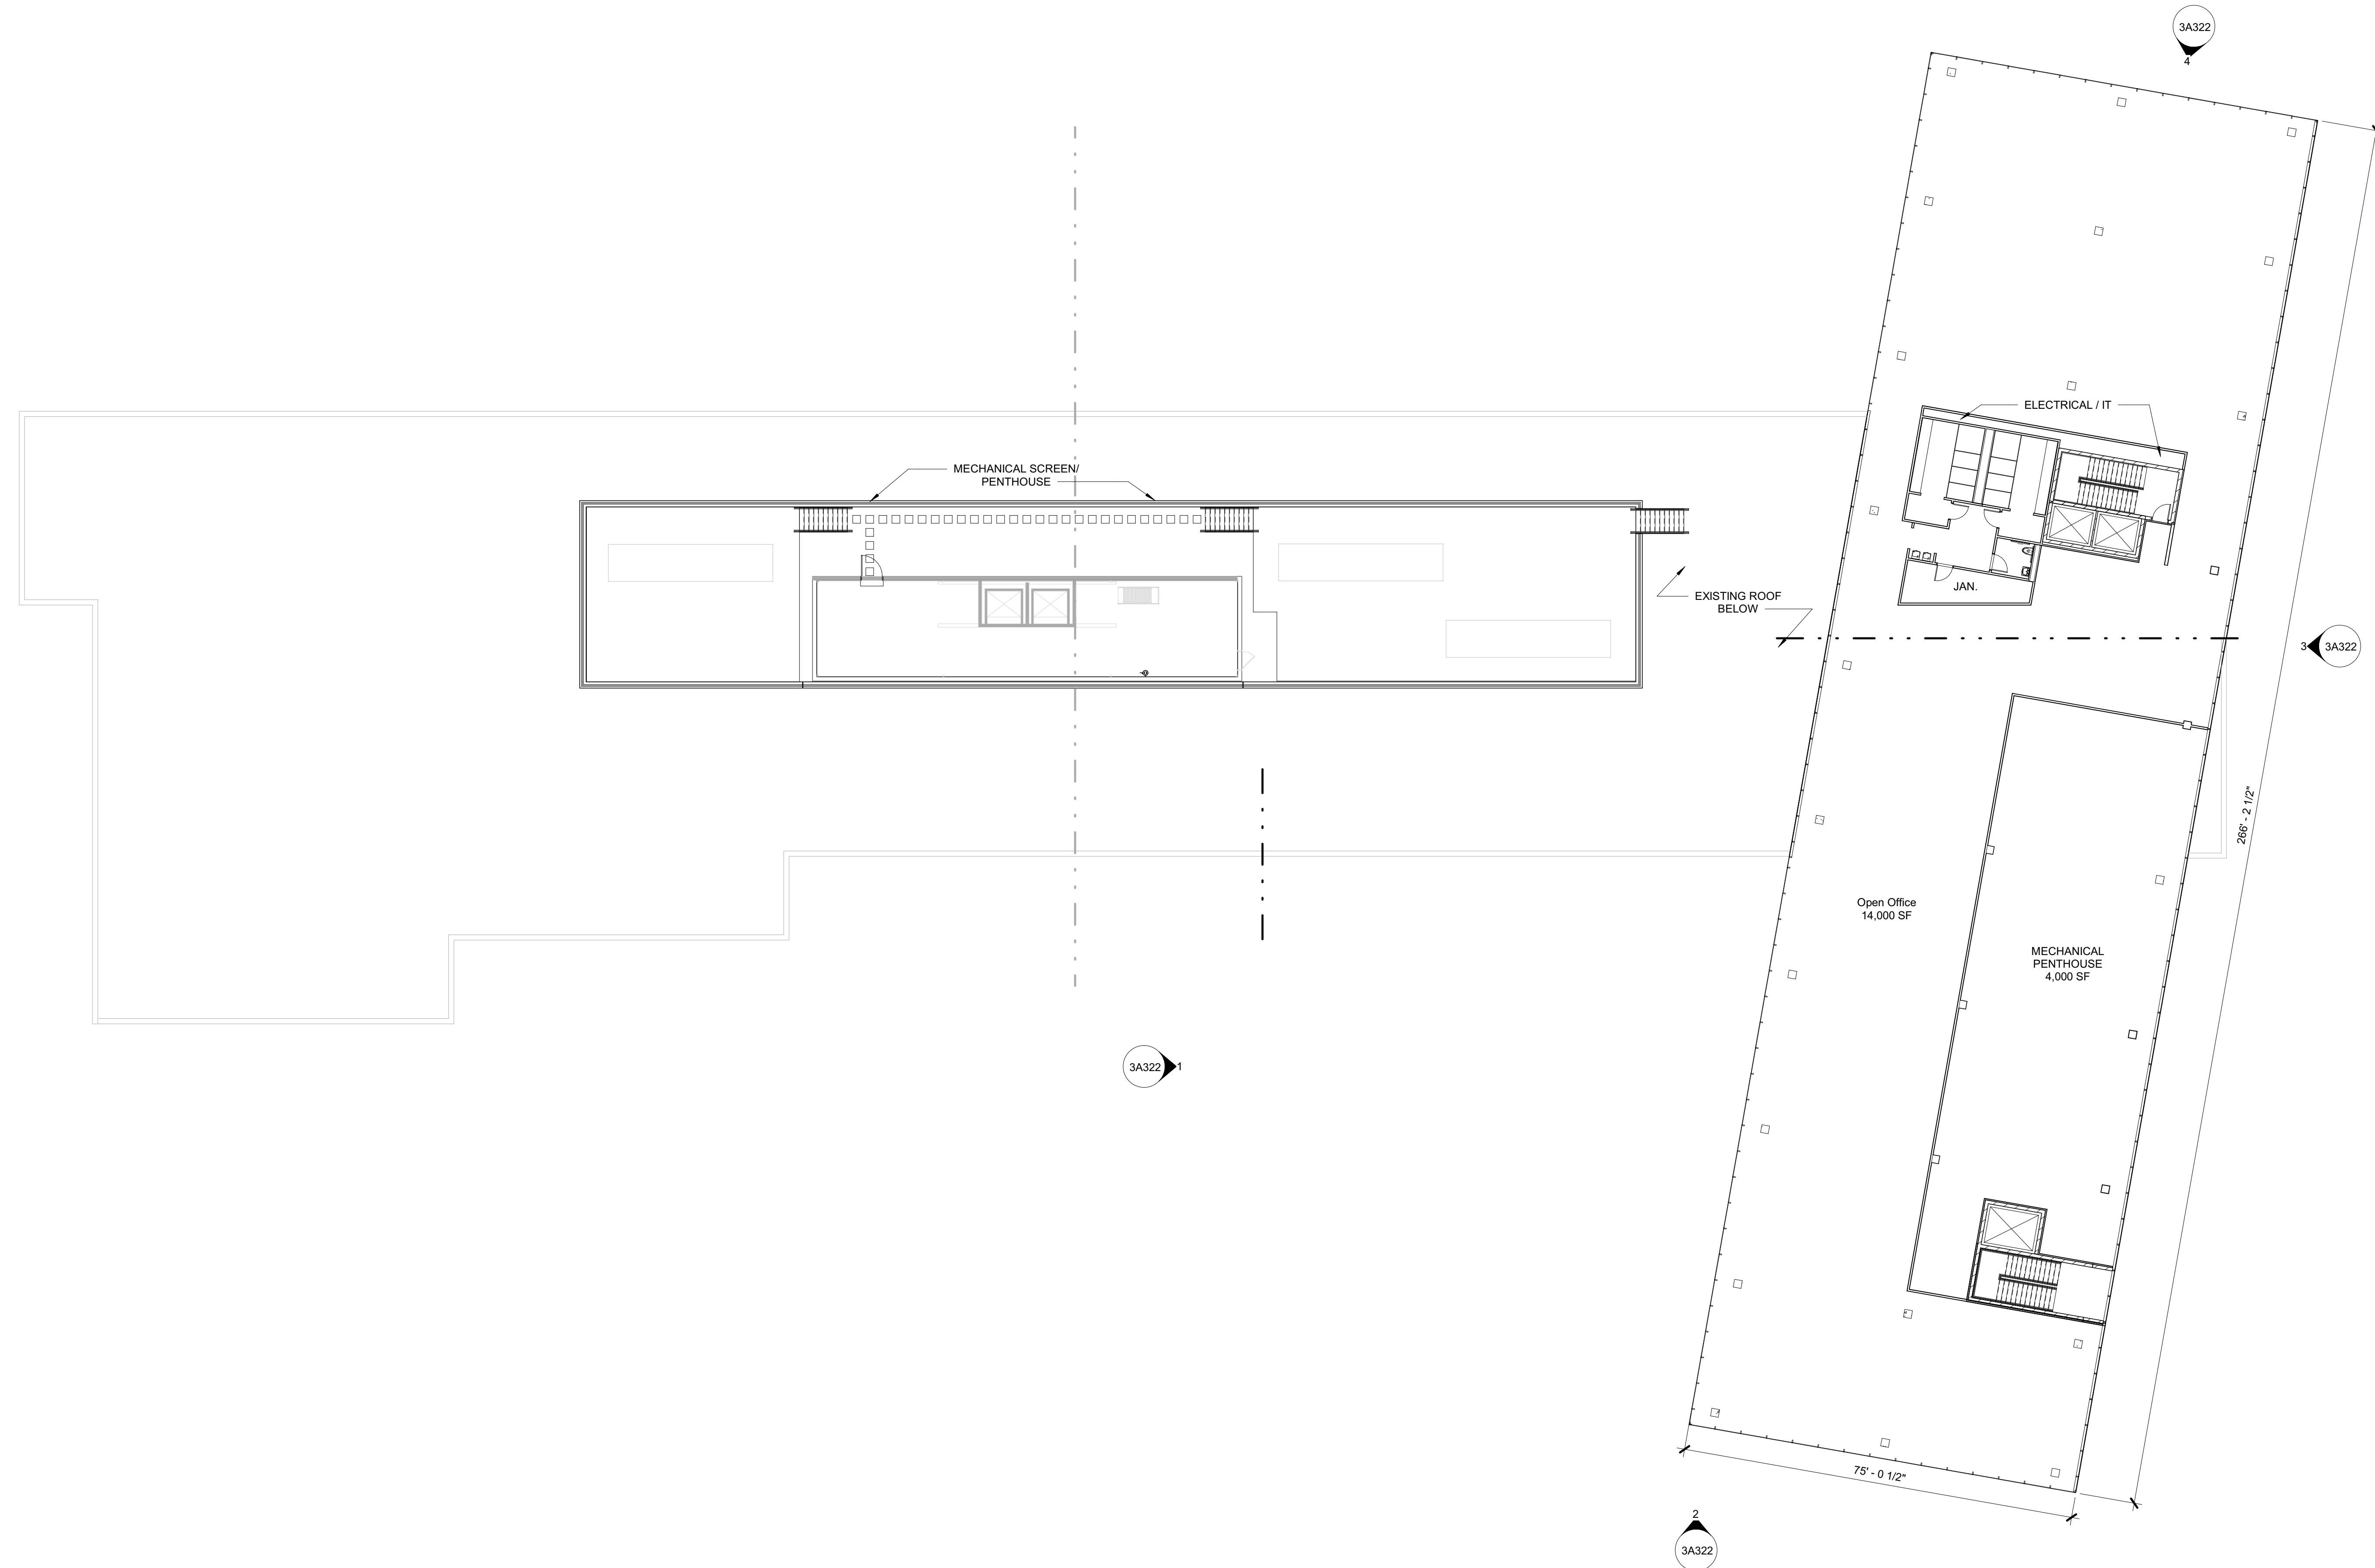 3A322
4
ELECTRICAL / IT
MECHANICAL SCREEN/
PENTHOUSE
JAN.
EXISTING ROOF
BELOW
3
3A322
266' - 2 1/2"
Open Office
14,000 SF
MECHANICAL
PENTHOUSE
4,000 SF
3A322
1
75' - 0 1/2"
2
3A322